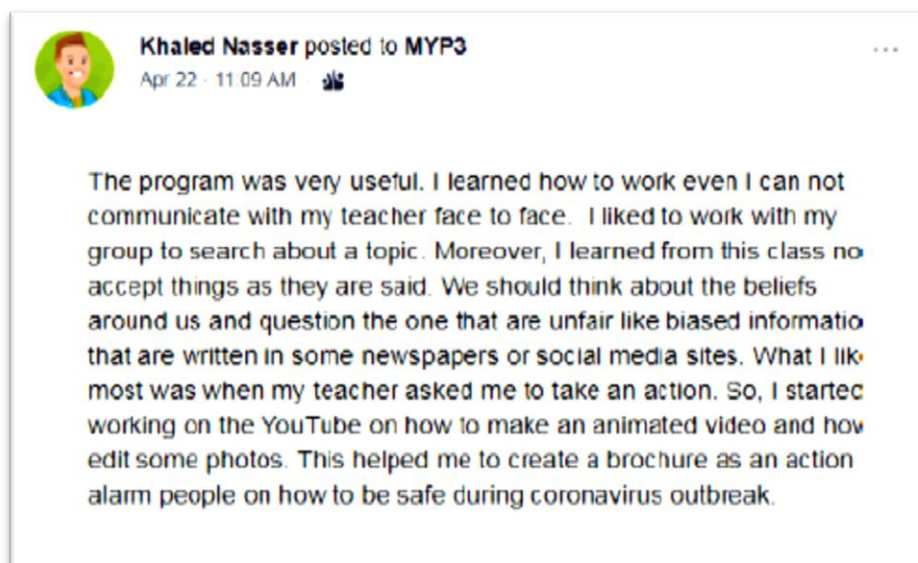 Khaled Nasser posted to MYP3
Apr 22 · 11:09 AM
The program was very useful. I learned how to work even I can not
communicate with my teacher face to face. I liked to work with my
group to search about a topic. Moreover, I learned from this class no
accept things as they are said. We should think about the beliefs
around us and question the one that are unfair like biased informatio
that are written in some newspapers or social media sites. What I lik
most was when my teacher asked me to take an action. So, I started
working on the YouTube on how to make an animated video and how
edit some photos. This helped me to create a brochure as an action
alarm people on how to be safe during coronavirus outbreak.